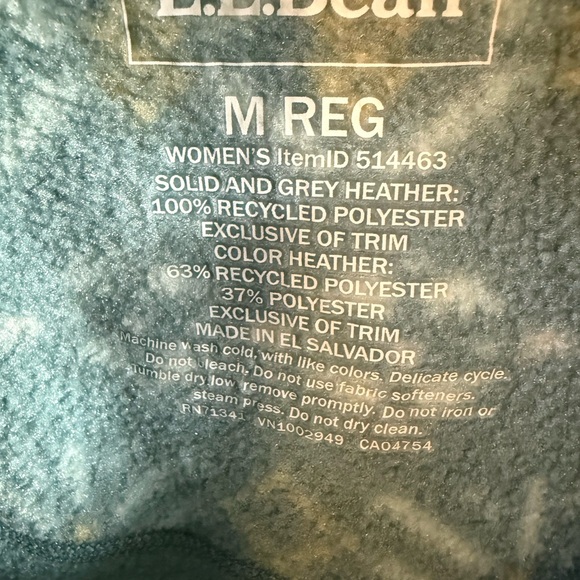 L.L.Bean
M REG
WOMEN'S ItemID 514463
SOLID AND GREY HEATHER:
100% RECYCLED POLYESTER
EXCLUSIVE OF TRIM
COLOR HEATHER:
63% RECYCLED POLYESTER
37% POLYESTER
EXCLUSIVE OF TRIM
MADE IN EL SALVADOR
Machine wash cold, with like colors. Delicate cycle.
Do not bleach. Do not use fabric softeners.
Tumble dry low, remove promptly. Do not iron or
steam press. Do not dry clean.
RN71341 VN1002949 CA04754